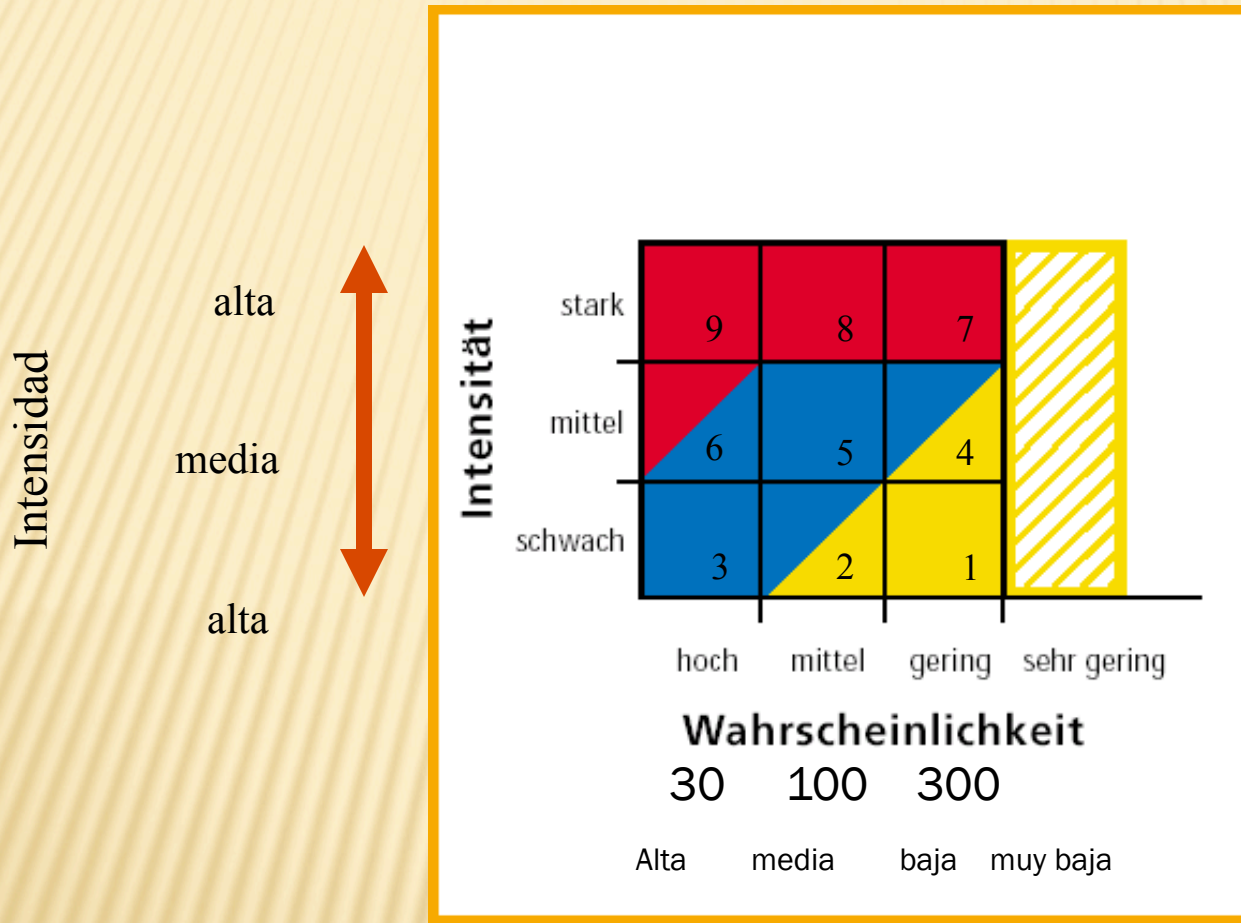 Intensidad
alta
media
alta
Intensität
stark
mittel
schwach
9 8 7
6 5 4
3 2 1
hoch mittel gering sehr gering
Wahrscheinlichkeit
30 100 300
Alta media baja muy baja